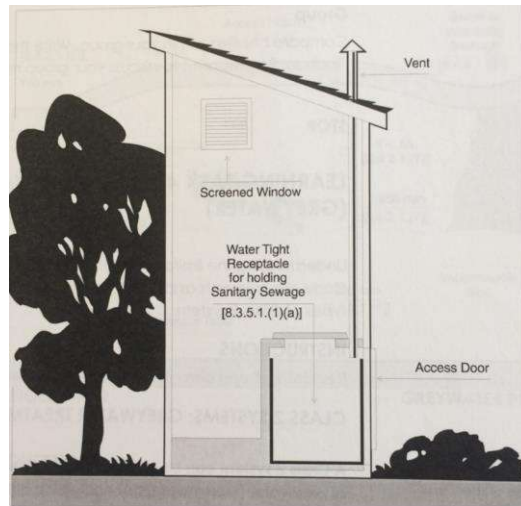 Vent
Screened Window
Water Tight
Receptacle
for holding
Sanitary Sewage
[8.3.5.1.(1)(a)]
Access Door